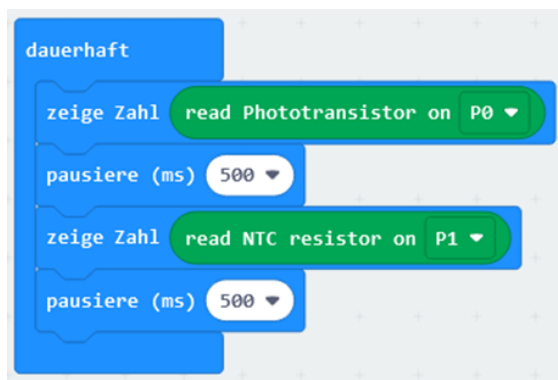 dauerhaft
zeige Zahl read Phototransistor on P0
pausiere (ms) 500
zeige Zahl read NTC resistor on P1
pausiere (ms) 500